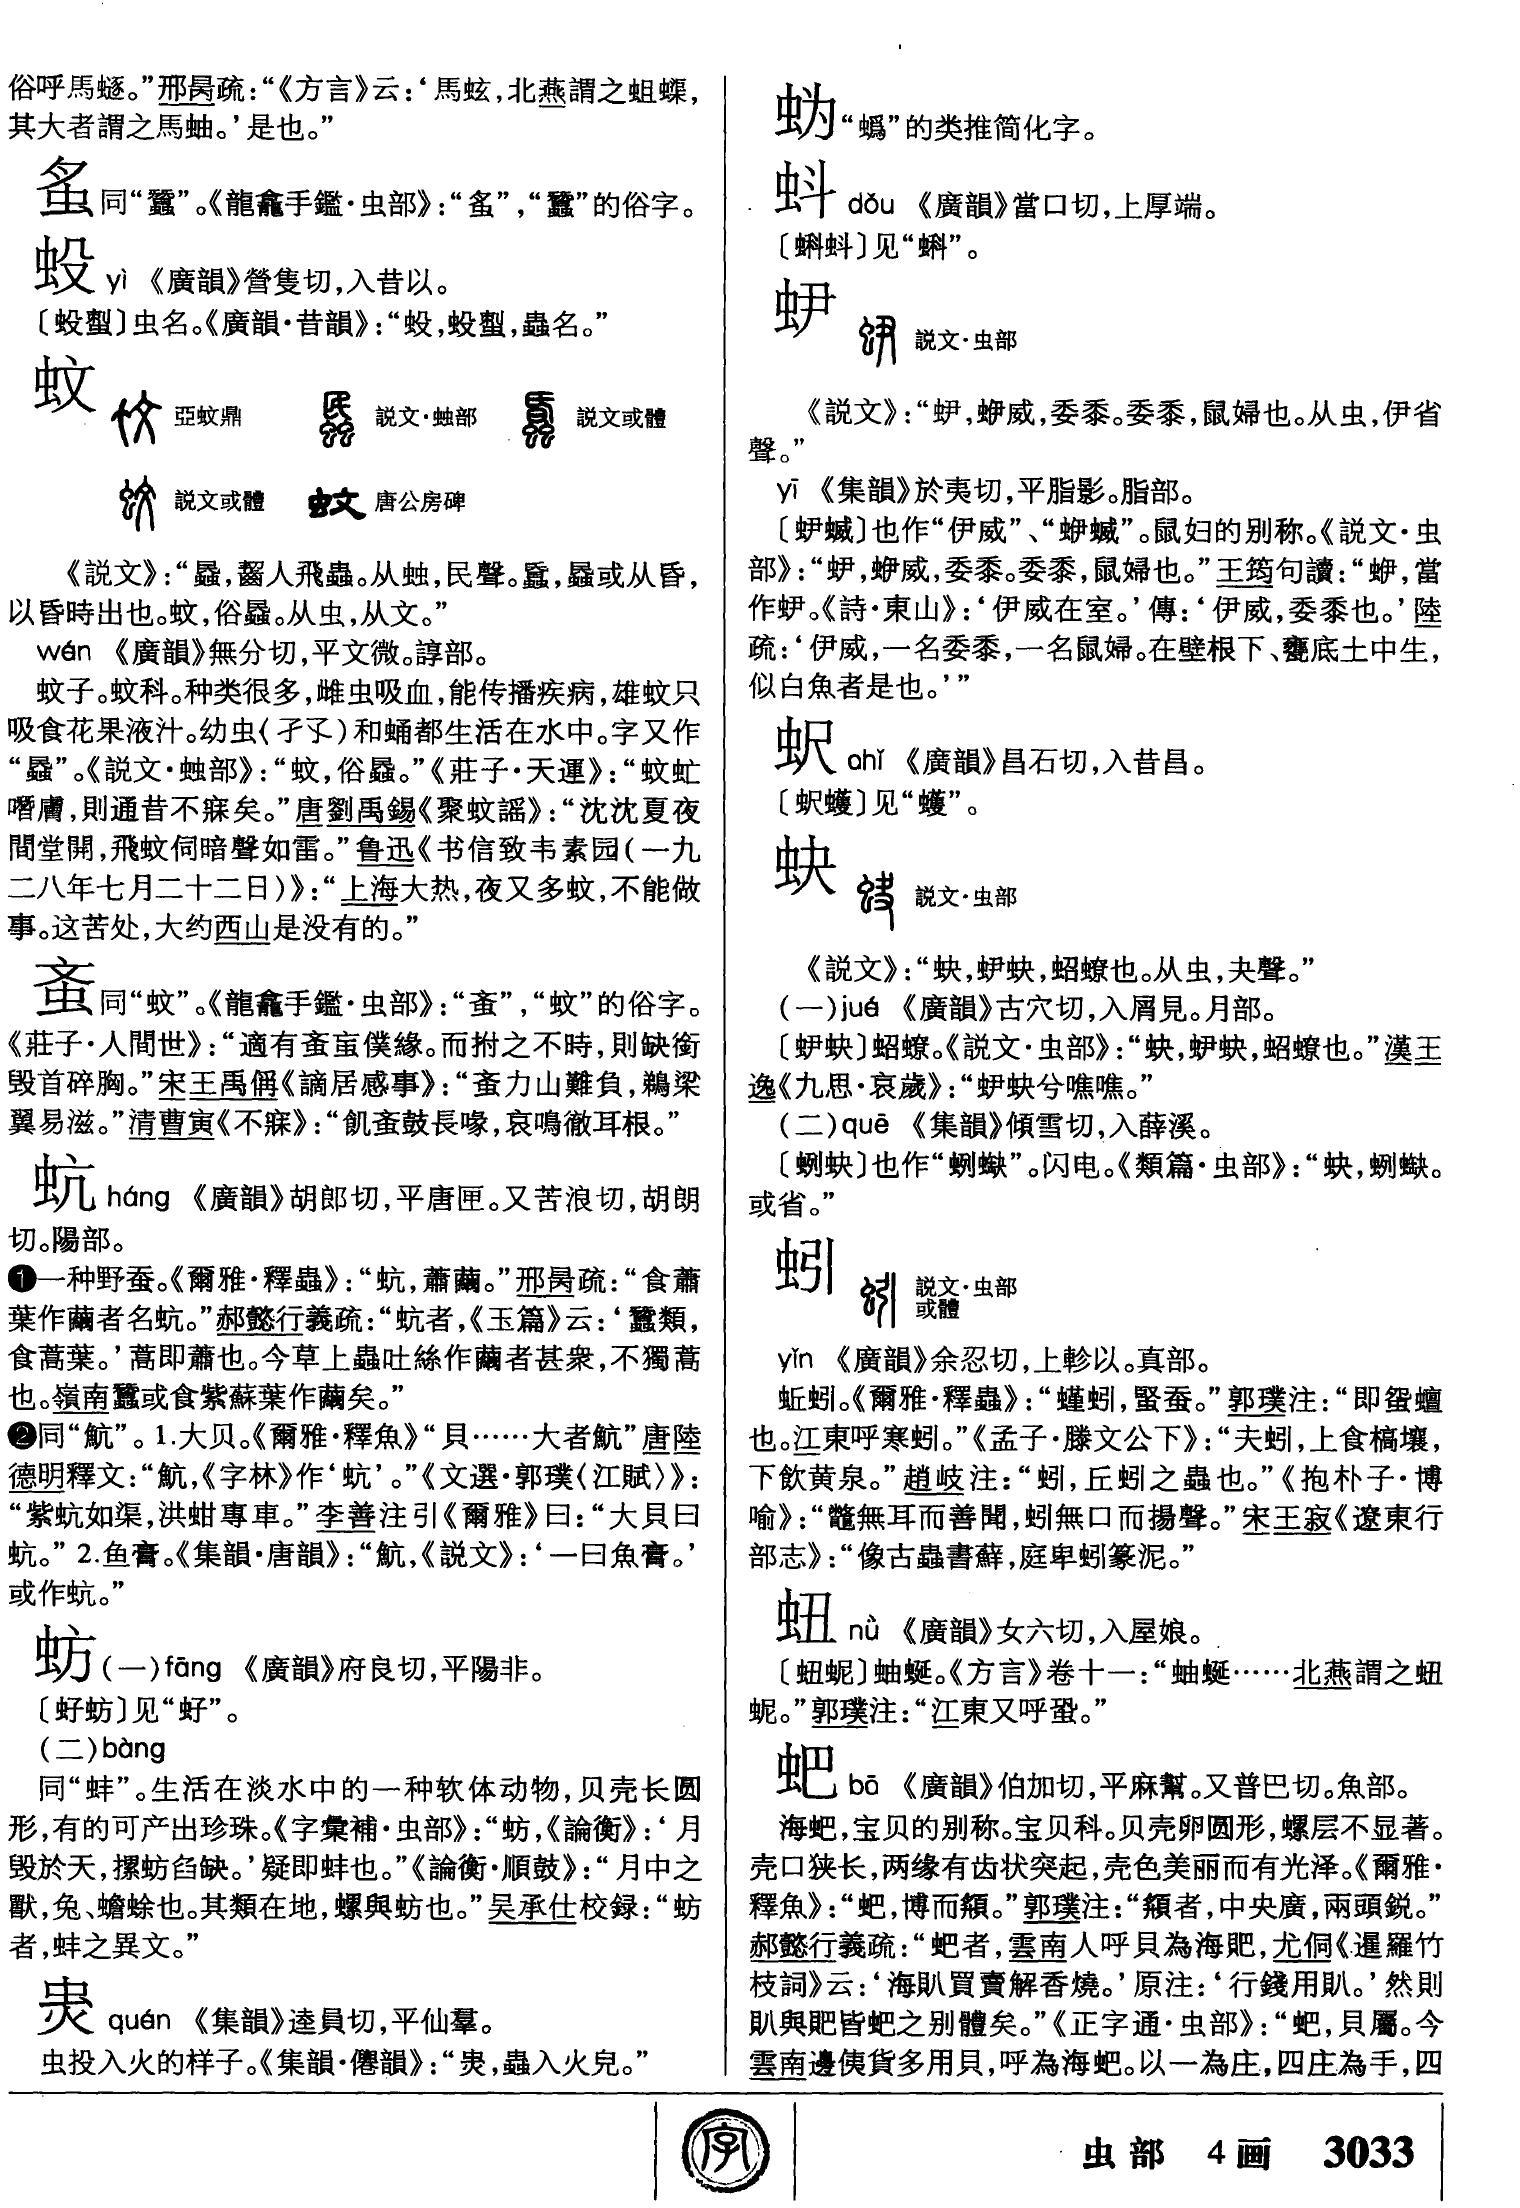 俗呼馬蜒。”邢昺疏：“《方言》云：‘馬蚿，北燕謂之蛆蟝，
其大者謂之馬蚰。’是也。”
同“蠶”。《龍龕手鑑·虫部》：“”，“蠶”的俗字。
蚥 yì 《廣韻》營隻切，入昔以。
虫名。《廣韻·昔韻》：蟲名。”
蚊
亞蚊鼎 説文·䖵部 説文或體
説文或體 唐公房碑
《説文》：“蟁，齧人飛蟲。从䖵，民聲。𧔥，蟁或从昏，
以昏時出也。蚊，俗蟁。从虫，从文。”
wén 《廣韻》無分切，平文微。諄部。
蚊子。蚊科。种类很多，雌虫吸血，能传播疾病，雄蚊只
吸食花果液汁。幼虫（孑孓）和蛹都生活在水中。字又作
“蟁”。《説文·䖵部》：“蚊，俗蟁。”《莊子·天運》：“蚊虻
噆膚，則通昔不寐矣。”唐劉禹錫《聚蚊謡》：“沈沈夏夜
閒堂開，飛蚊伺暗聲如雷。”鲁迅《书信致韦素园（一九
二八年七月二十二日）》：“上海大热，夜又多蚊，不能做
事。这苦处，大约西山是没有的。”
蚉同“蚊”。《龍龕手鑑·虫部》：“蚉”，“蚊”的俗字。
《莊子·人間世》：“適有蚉䖟僕緣。而拊之不時，則缺銜
毁首碎胸。”宋王禹偁《謫居感事》：“蚉力山難負，鵜梁
翼易滋。”清曹寅《不寐》：“飢蚉鼓長喙，哀鳴徹耳根。”
蚢 háng 《廣韻》胡郎切，平唐匣。又苦浪切，胡朗
切。陽部。
❶一种野蚕。《爾雅·釋蟲》：“蚢，蕭繭。”邢昺疏：“食蕭
葉作繭者名蚢。”郝懿行義疏：“蚢者，《玉篇》云：‘蠶類，
食蒿葉。’蒿即蕭也。今草上蟲吐絲作繭者甚衆，不獨蒿
也。嶺南蠶或食紫蘇葉作繭矣。”
❷同“魧”。1.大贝。《爾雅·釋魚》“貝……大者魧”唐陸
德明釋文：“魧，《字林》作‘蚢’。”《文選·郭璞〈江賦〉》：
“紫蚢如渠，洪蚶專車。”李善注引《爾雅》曰：“大貝曰
蚢。”2.鱼膏。《集韻·唐韻》：“魧，《説文》：‘一曰魚膏。’
或作蚢。”
蚄（一）fāng 《廣韻》府良切，平陽非。
〔虸蚄〕见“虸”。
（二）bàng
同“蚌”。生活在淡水中的一种软体动物，贝壳长圆
形，有的可产出珍珠。《字彙補·虫部》：“蚄，《論衡》：‘月
毁於天，摞蚄臽缺。’疑即蚌也。”《論衡·順鼓》：“月中之
獸，兔、蟾蜍也。其類在地，螺與蚄也。”吴承仕校録：“蚄
者，蚌之異文。”
quán 《集韻》逵員切，平仙羣。
虫投入火的样子。《集韻·僊韻》：蟲入火皃。”
“蟡”的类推简化字。
蚪 dǒu 《廣韻》當口切，上厚端。
〔蝌蚪〕见“蝌”。
𧉅
説文·虫部
《説文》：“𧉅，蛜威，委黍。委黍，鼠婦也。从虫，伊省
聲。”
yī 《集韻》於夷切，平脂影。脂部。
〔𧉅蝛〕也作“伊威”、“蛜蝛”。鼠妇的别称。《説文·虫
部》：“𧉅，蛜威，委黍。委黍，鼠婦也。”王筠句讀：“蛜，當
作𧉅。《詩·東山》：‘伊威在室。’傳：‘伊威，委黍也。’陸
疏：‘伊威，一名委黍，一名鼠婦。在壁根下、甕底土中生，
似白魚者是也。’”
蚇 chǐ 《廣韻》昌石切，入昔昌。
〔蚇蠖〕见“蠖”。
蚗
説文·虫部
《説文》：“蚗，𧉅蚗，蛁蟟也。从虫，夬聲。”
（一）jué 《廣韻》古穴切，入屑見。月部。
〔𧉅蚗〕蛁蟟。《説文·虫部》：“蚗，𧉅蚗，蛁蟟也。”漢王
逸《九思·哀歲》：“𧉅蚗兮噍噍。”
（二）quē 《集韻》傾雪切，入薛溪。
〔蛚蚗〕也作“蛚”。闪电。《類篇·虫部》：“蚗，蛚。
或省。”
蚓
説文·虫部
或體
yǐn 《廣韻》余忍切，上軫以。真部。
蚯蚓。《爾雅·釋蟲》：“螼蚓，蜸蚕。”郭璞注：“即䖤蟺
也。江東呼寒蚓。”《孟子·滕文公下》：“夫蚓，上食槁壤，
下飲黄泉。”趙岐注：“蚓，丘蚓之蟲也。”《抱朴子·博
喻》：“鼈無耳而善聞，蚓無口而揚聲。”宋王寂《遼東行
部志》：“像古蟲書蘚，庭卑蚓篆泥。”
䖡 nǜ 《廣韻》女六切，入屋娘。
〔䖡蚭〕蚰蜒。《方言》卷十一：“蚰蜒……北燕謂之䖡
蚭。”郭璞注：“江東又呼蛩。”
蚆 bā 《廣韻》伯加切，平麻幫。又普巴切。魚部。
海蚆，宝贝的别称。宝贝科。贝壳卵圆形，螺层不显著。
壳口狭长，两缘有齿状突起，壳色美丽而有光泽。《爾雅·
釋魚》：“蚆，博而頯。”郭璞注：“頯者，中央廣，兩頭鋭。”
郝懿行義疏：“蚆者，雲南人呼貝為海䰾，尤侗《暹羅竹
枝詞》云：‘海𧴤買賣解香燒。’原注：‘行錢用𧴤。’然則
𧴤與皆蚆之别體矣。”《正字通·虫部》：“蚆，貝屬。今
雲南邊侇貨多用貝，呼為海蚆。以一為庄，四庄為手，四
字
虫部 4画 3033